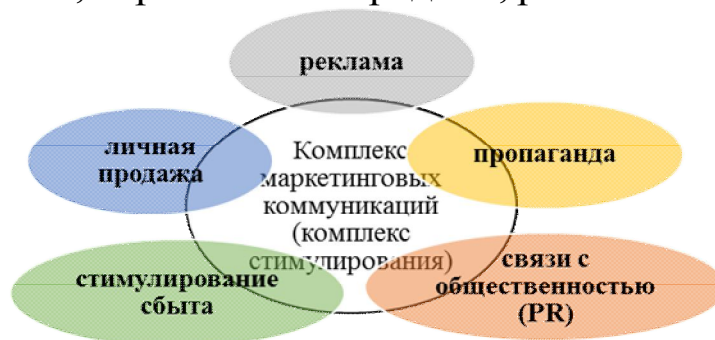 реклама
личная
продажа
Комплекс
маркетинговых
коммуникаций
(комплекс
стимулирования)
пропаганда
стимулирование
сбыта
связи с
общественностью
(PR)